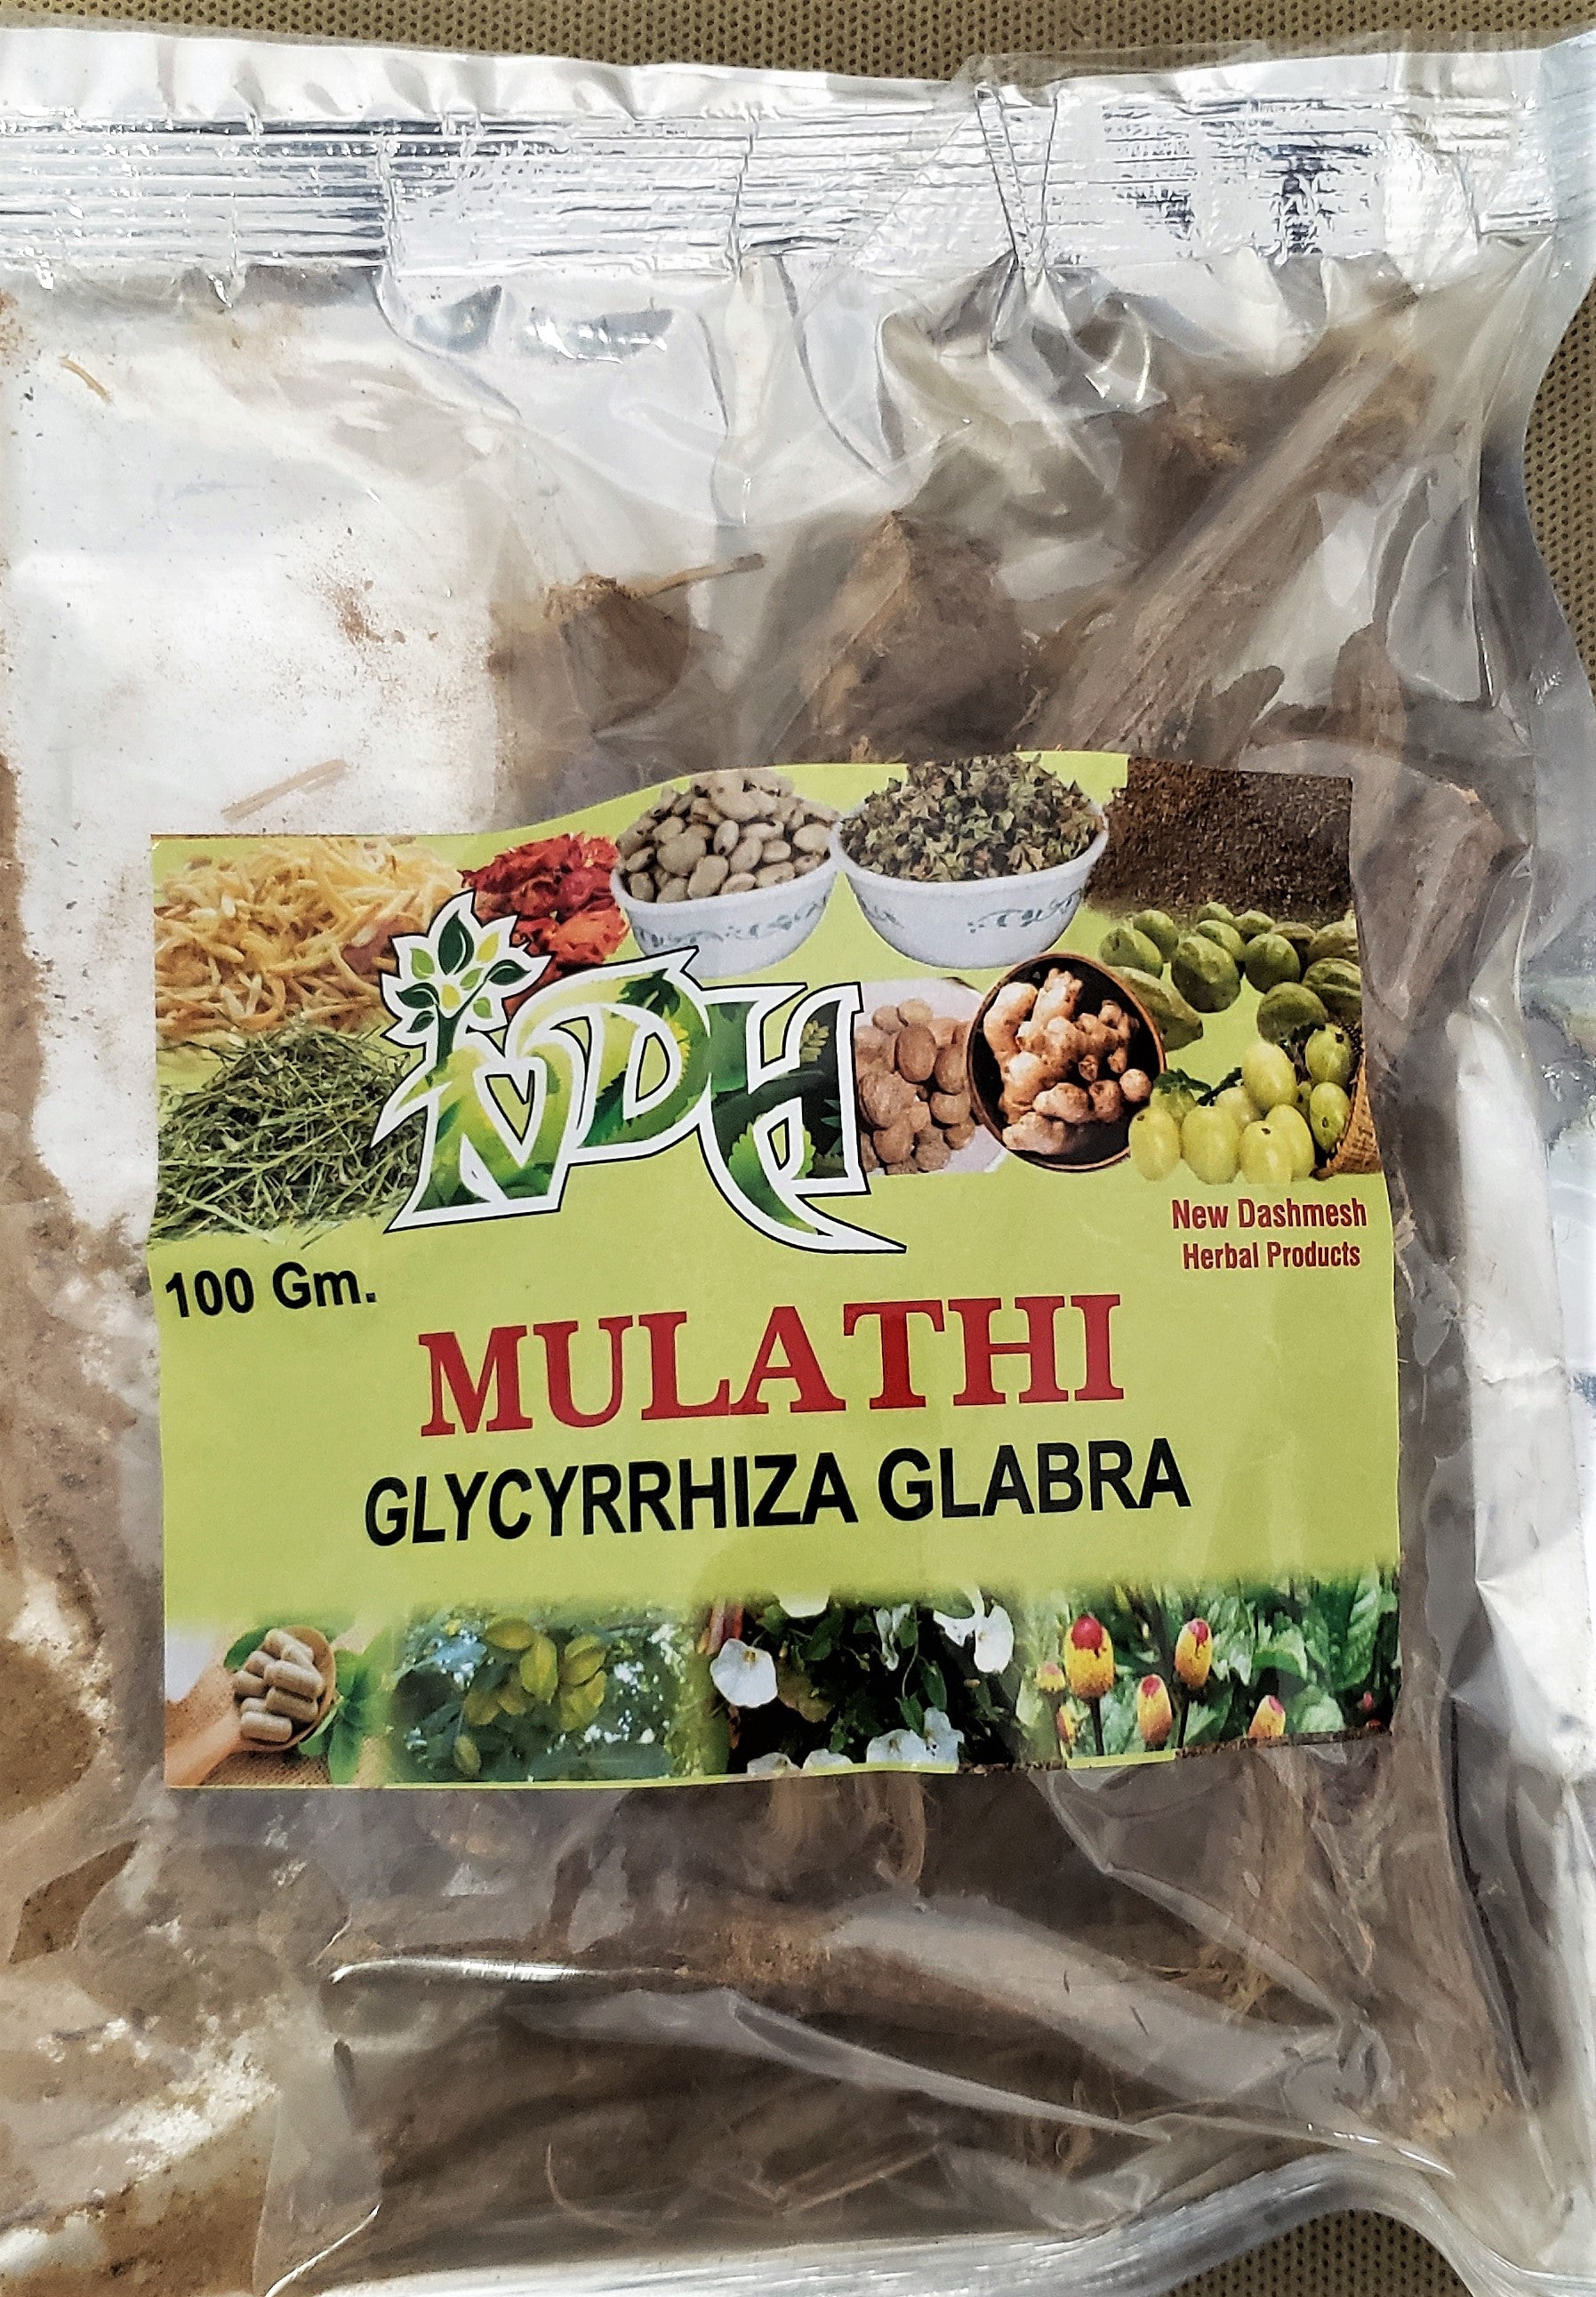 NDH
New Dashmesh
Herbal Products
100 Gm.
MULATHI
GLYCYRRHIZA GLABRA